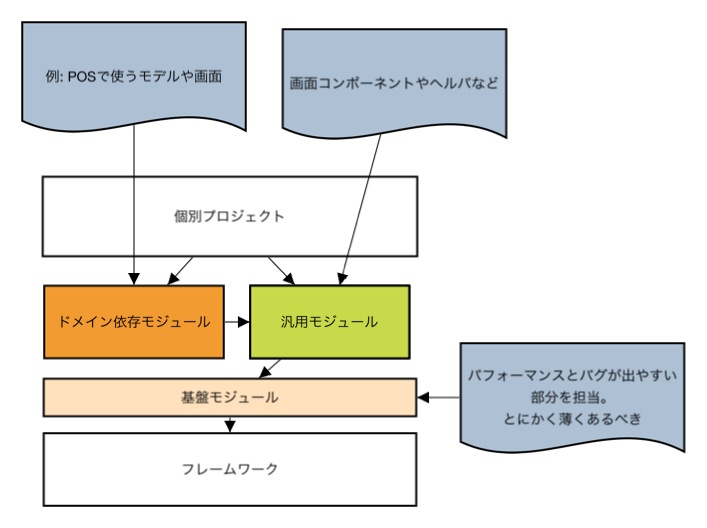 例: POSで使うモデルや画面
画面コンポーネントやヘルパなど
個別プロジェクト
ドメイン依存モジュール
汎用モジュール
パフォーマンスとバグが出やすい
部分を担当。
とにかく薄くあるべき
基盤モジュール
フレームワーク